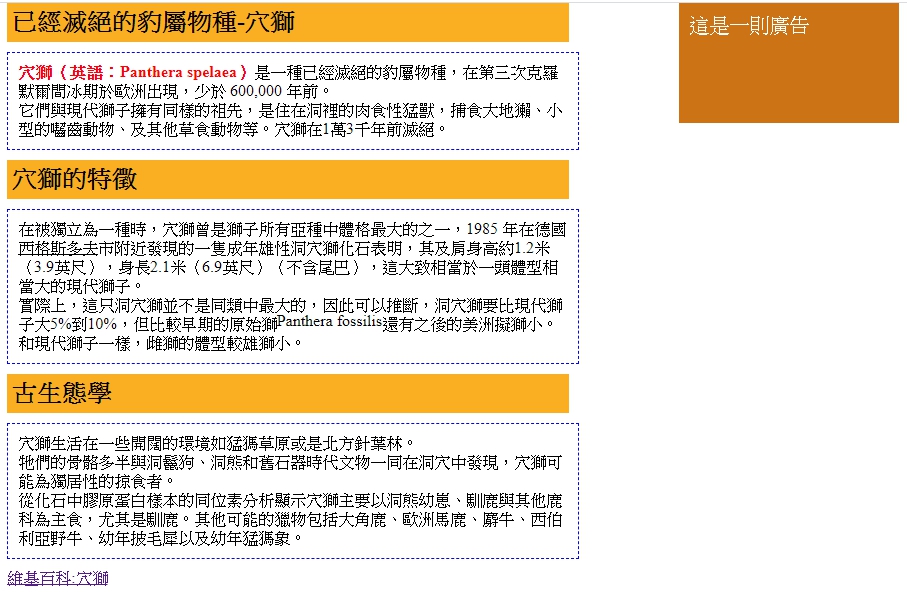 已經滅絕的豹屬物種-穴獅
這是一則廣告
穴獅（英語：Panthera spelaea）是一種已經滅絕的豹屬物種，在第三次克羅
默爾間冰期於歐洲出現，少於 600,000 年前。
它們與現代獅子擁有同樣的祖先，是住在洞裡的肉食性猛獸，捕食大地獺、小
型的囓齒動物、及其他草食動物等。穴獅在1萬3千年前滅絕。
穴獅的特徵
在被獨立為一種時，穴獅曾是獅子所有亞種中體格最大的之一，1985 年在德國
西格斯多夫市附近發現的一隻成年雄性洞穴獅化石表明，其及肩身高約1.2米
（3.9英尺），身長2.1米（6.9英尺）（不含尾巴），這大致相當於一頭體型相
當大的現代獅子。
實際上，這只洞穴獅並不是同類中最大的，因此可以推斷，洞穴獅要比現代獅
子大5%到10%，但比較早期的原始獅Panthera fossilis還有之後的美洲擬獅小。
和現代獅子一樣，雌獅的體型較雄獅小。
古生態學
穴獅生活在一些開闊的環境如猛獁草原或是北方針葉林。
牠們的骨骼多半與洞鬣狗、洞熊和舊石器時代文物一同在洞穴中發現，穴獅可
能為獨居性的掠食者。
從化石中膠原蛋白樣本的同位素分析顯示穴獅主要以洞熊幼崽、馴鹿與其他鹿
科為主食，尤其是馴鹿。其他可能的獵物包括大角鹿、歐洲馬鹿、麝牛、西伯
利亞野牛、幼年披毛犀以及幼年猛獁象。
維基百科:穴獅